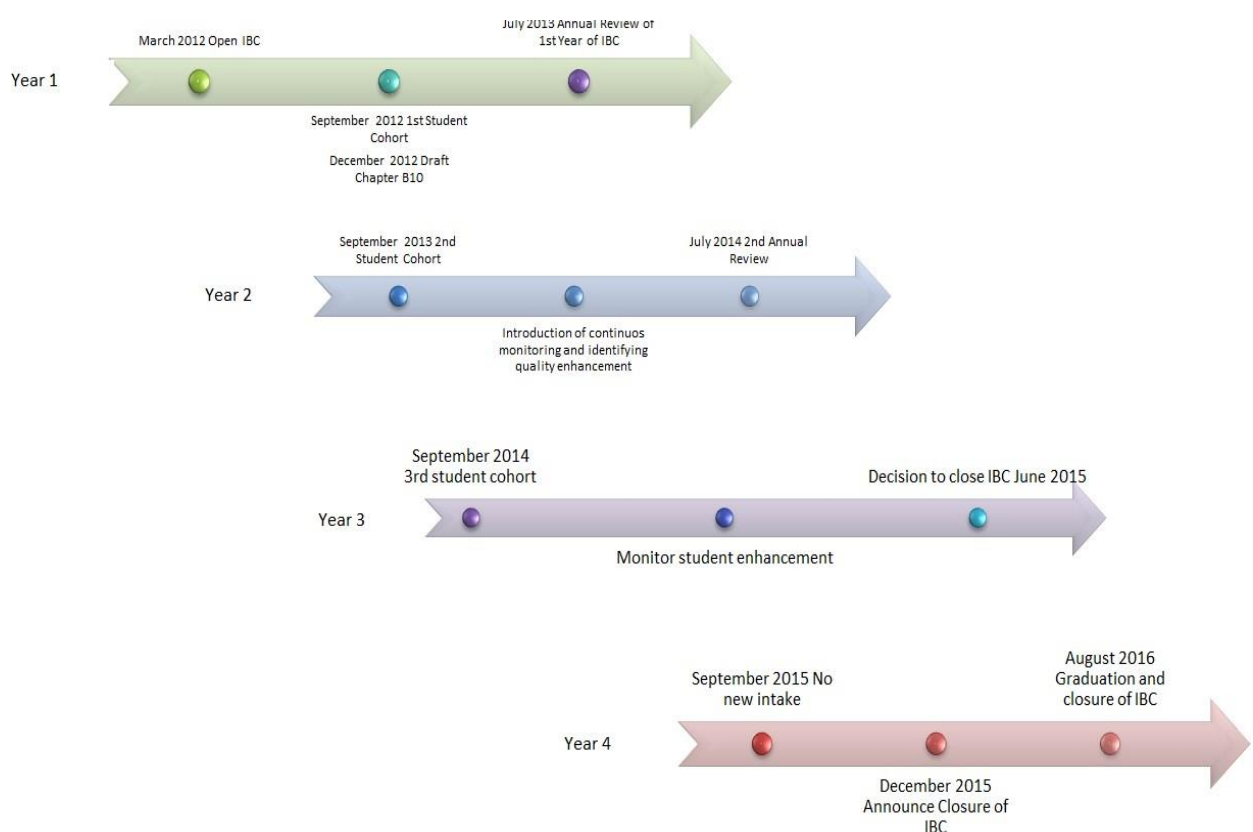 July 2013 Annual Review of
1st Year of IBC
March 2012 Open IBC
Year 1
September 2012 1st Student
Cohort
December 2012 Draft
Chapter B10
September 2013 2nd
Student Cohort
July 2014 2nd Annual
Review
Year 2
Introduction of continuos
monitoring and identifying
quality enhancement
September 2014
3rd student cohort
Decision to close IBC June 2015
Year 3
Monitor student enhancement
September 2015 No
new intake
August 2016
Graduation and
closure of IBC
Year 4
December 2015
Announce Closure of
IBC